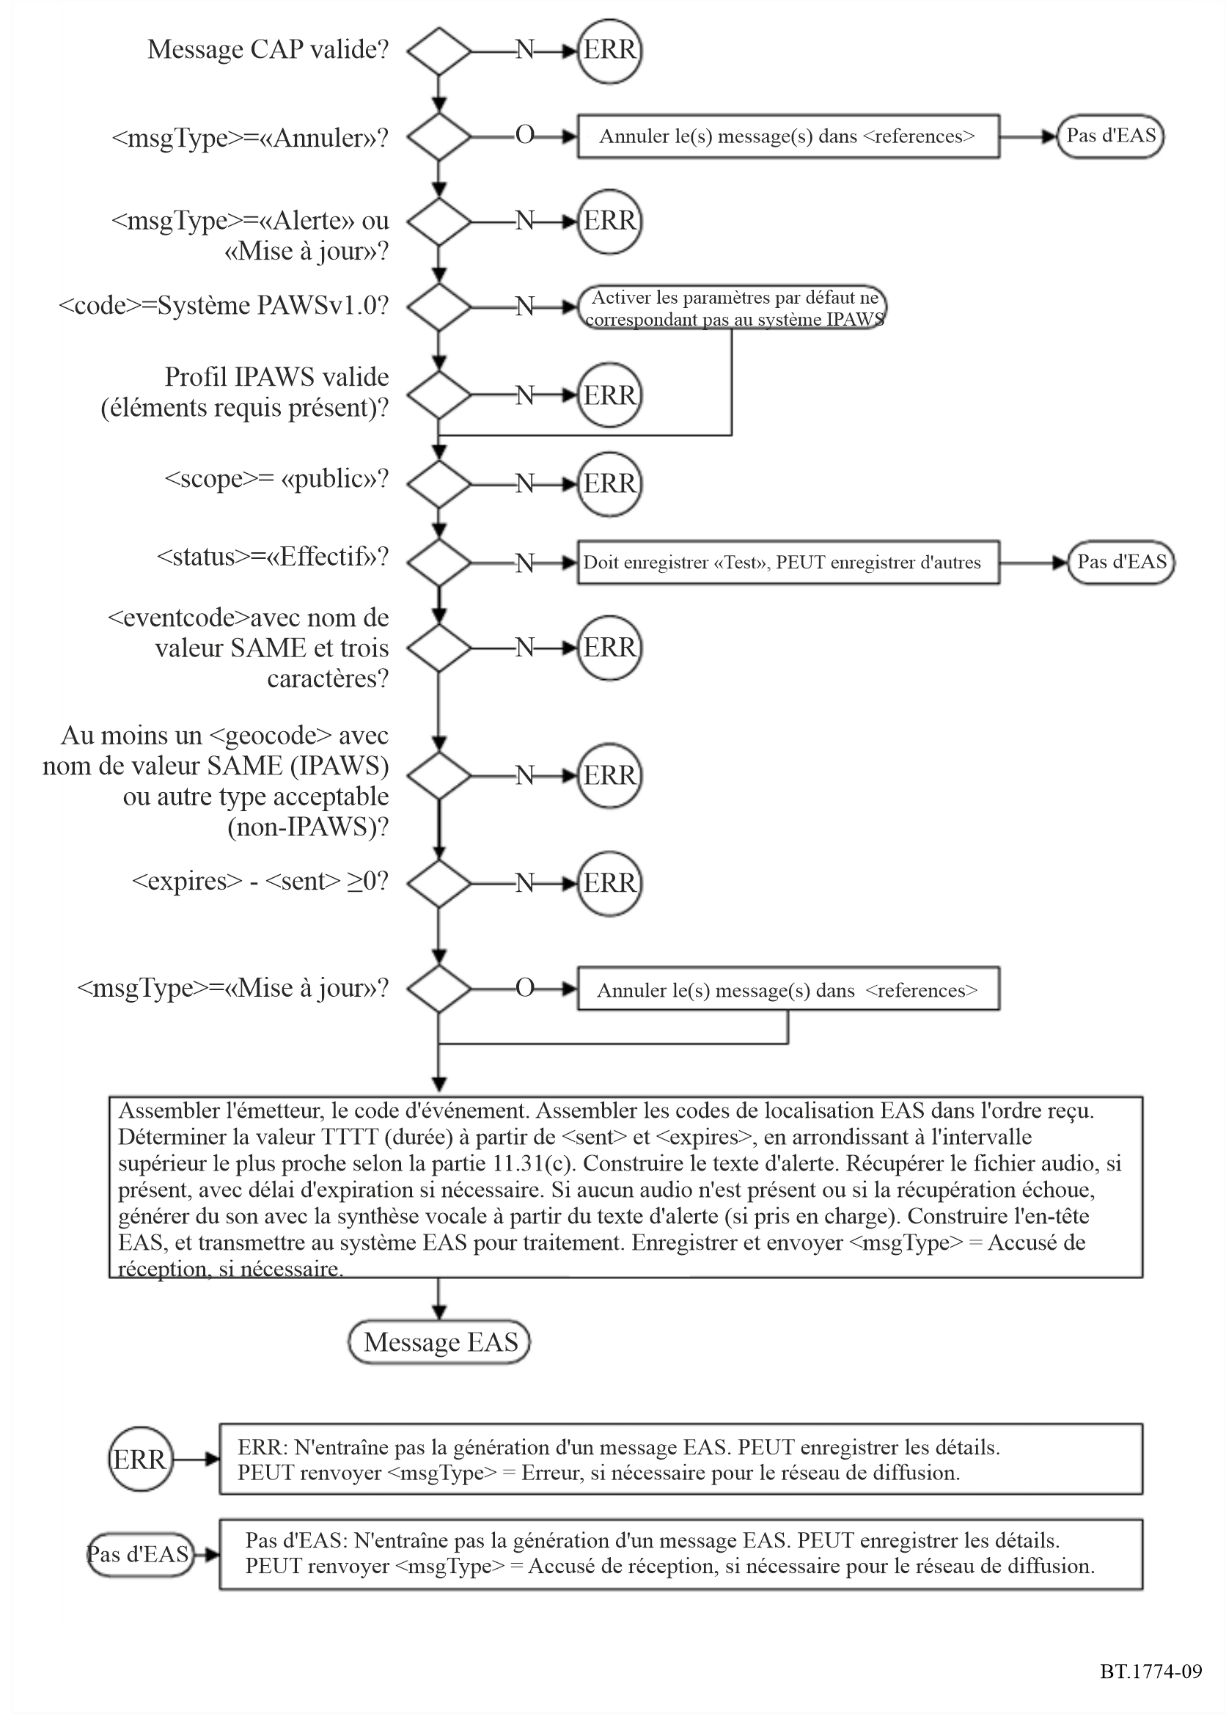 Message CAP valide?
N
ERR
<msgType>=«Annuler»?
O
Annuler le(s) message(s) dans <references>
Pas d'EAS
<msgType>=«Alerte» ou
«Mise à jour»?
N
ERR
<code>=Système PAWSv1.0?
N
Activer les paramètres par défaut ne
correspondant pas au système IPAWS
Profil IPAWS valide
(éléments requis présent)?
N
ERR
<scope>= «public»?
N
ERR
<status>=«Effectif»?
N
Doit enregistrer «Test», PEUT enregistrer d'autres
Pas d'EAS
<eventcode>avec nom de
valeur SAME et trois
caractères?
N
ERR
Au moins un <geocode> avec
nom de valeur SAME (IPAWS)
ou autre type acceptable
(non-IPAWS)?
N
ERR
<expires> - <sent> ≥0?
N
ERR
<msgType>=«Mise à jour»?
O
Annuler le(s) message(s) dans <references>
Assembler l'émetteur, le code d'événement. Assembler les codes de localisation EAS dans l'ordre reçu.
Déterminer la valeur TTTT (durée) à partir de <sent> et <expires>, en arrondissant à l'intervalle
supérieur le plus proche selon la partie 11.31(c). Construire le texte d'alerte. Récupérer le fichier audio, si
présent, avec délai d'expiration si nécessaire. Si aucun audio n'est présent ou si la récupération échoue,
générer du son avec la synthèse vocale à partir du texte d'alerte (si pris en charge). Construire l'en-tête
EAS, et transmettre au système EAS pour traitement. Enregistrer et envoyer <msgType> = Accusé de
réception, si nécessaire.
Message EAS
ERR
ERR: N'entraîne pas la génération d'un message EAS. PEUT enregistrer les détails.
PEUT renvoyer <msgType> = Erreur, si nécessaire pour le réseau de diffusion.
Pas d'EAS
Pas d'EAS: N'entraîne pas la génération d'un message EAS. PEUT enregistrer les détails.
PEUT renvoyer <msgType> = Accusé de réception, si nécessaire pour le réseau de diffusion.
BT.1774-09